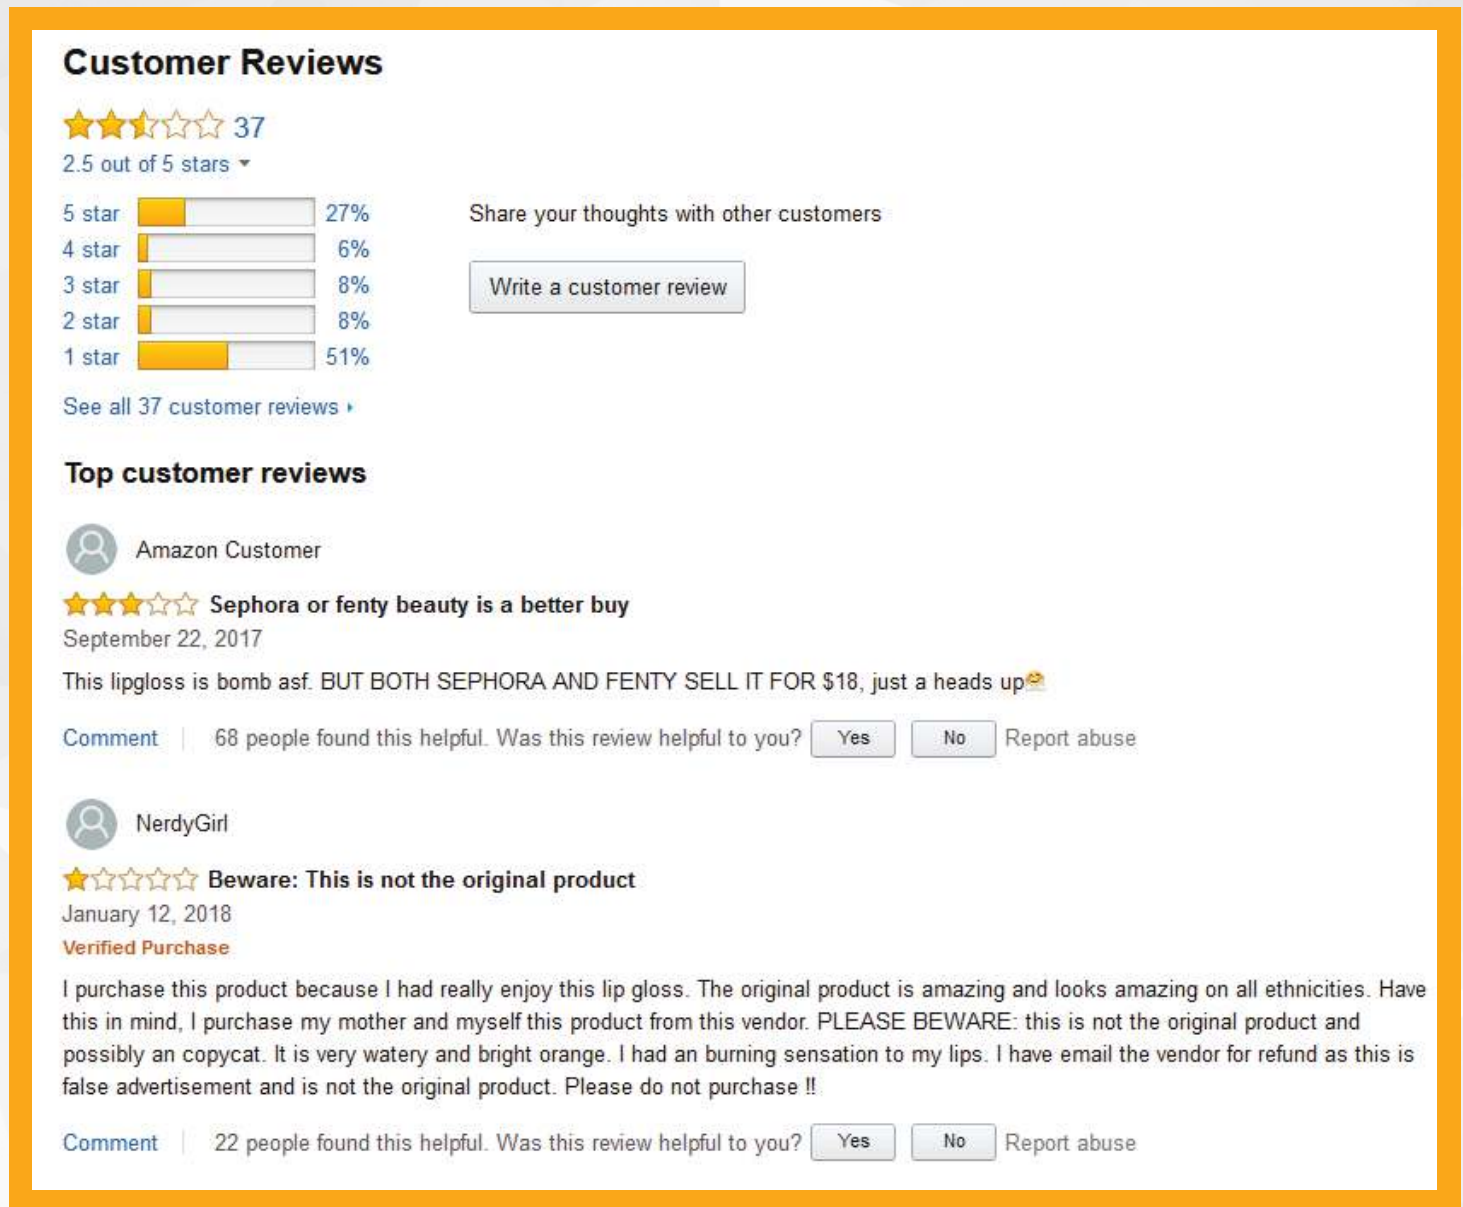 Customer Reviews
37
2.5 out of 5 stars
5 star 27%
4 star 6%
3 star 8%
2 star 8%
1 star 51%
Share your thoughts with other customers
Write a customer review
See all 37 customer reviews
Top customer reviews
Amazon Customer
Sephora or fenty beauty is a better buy
September 22, 2017
This lipgloss is bomb asf. BUT BOTH SEPHORA AND FENTY SELL IT FOR $18, just a heads up🤗
Comment 68 people found this helpful. Was this review helpful to you? Yes No Report abuse
NerdyGirl
Beware: This is not the original product
January 12, 2018
Verified Purchase
I purchase this product because I had really enjoy this lip gloss. The original product is amazing and looks amazing on all ethnicities. Have
this in mind, I purchase my mother and myself this product from this vendor. PLEASE BEWARE: this is not the original product and
possibly an copycat. It is very watery and bright orange. I had an burning sensation to my lips. I have email the vendor for refund as this is
false advertisement and is not the original product. Please do not purchase !!
Comment 22 people found this helpful. Was this review helpful to you? Yes No Report abuse